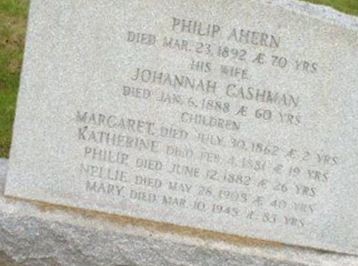 PHILIP AHERN
DIED MAR. 23, 1892 Æ 70 YRS
HIS WIFE
JOHANNAH CASHMAN
DIED JAN. 6, 1888 Æ 60 YRS
CHILDREN
MARGARET, DIED JULY, 30, 1862 Æ 2 YRS
KATHERINE DIED FEB. 4, 1881 Æ 19 YRS
PHILIP DIED JUNE 12, 1882 Æ 26 YRS
NELLIE, DIED MAY 28, 1908 Æ 40 YRS
MARY, DIED MAR. 10, 1945 Æ 83 YRS